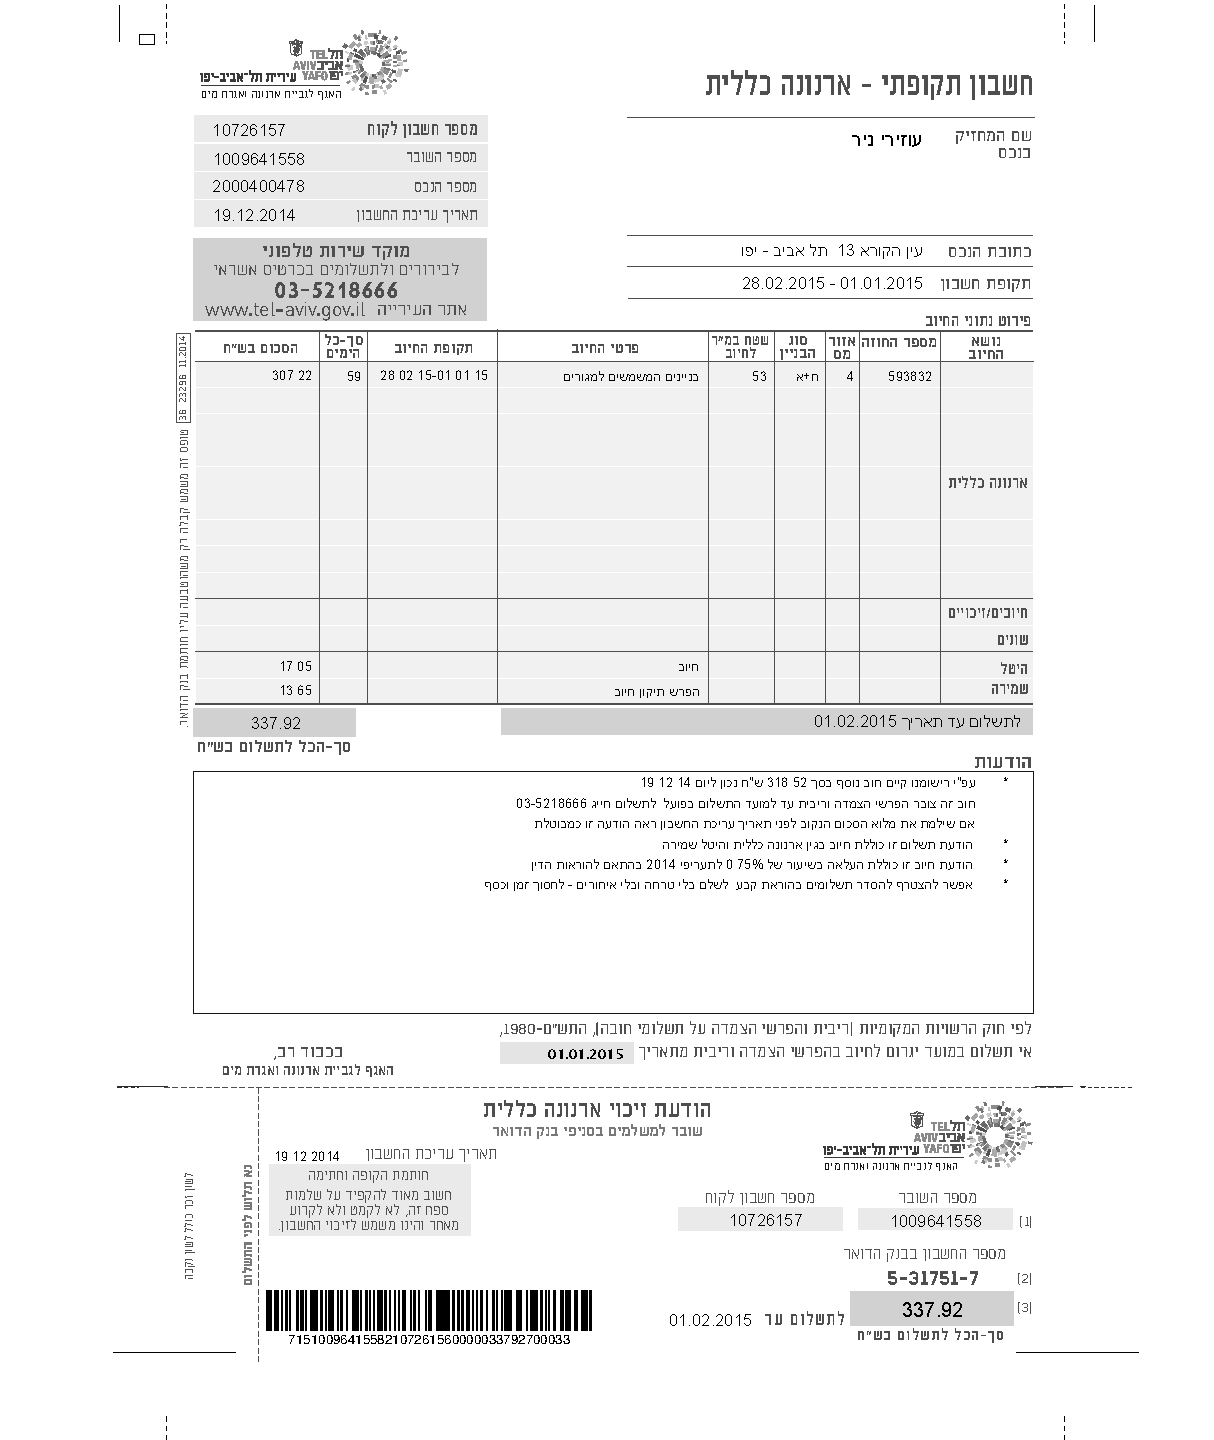 תל אביב יפו
TEL AVIV YAFO
עיריית תל-אביב-יפו
האגף לגביית ארנונה ואגרת מים
חשבון תקופתי - ארנונה כללית
מספר חשבון לקוח 10726157
מספר השובר 1009641558
מספר הנכס 2000400478
תאריך עריכת החשבון 19.12.2014
שם המחזיק בנכס עוזירי ניר
מוקד שירות טלפוני
לבירורים ולתשלומים בכרטיס אשראי
03-5218666
אתר העירייה www.tel-aviv.gov.il
כתובת הנכס עין הקורא 13 תל אביב - יפו
תקופת חשבון 01.01.2015 - 28.02.2015
פירוט נתוני החיוב
נושא החיוב מספר החוזה אזור מס סוג הבניין שטח במ"ר לחיוב פרטי החיוב תקופת החיוב סך-כל הימים הסכום בש"ח
593832 4 ח+א 53 בניינים המשמשים למגורים 28 02 15-01 01 15 59 307 22
ארנונה כללית
חיובים/זיכויים
שונים
היטל חיוב 17 05
שמירה הפרש תיקון חיוב 13 65
לתשלום עד תאריך 01.02.2015 337.92
סך-הכל לתשלום בש"ח
טופס זה משמש קבלה רק משהוטבעה עליו חותמת בנק הדואר. 36 23296 11.2014
הודעות
* עפ"י רישומנו קיים חוב נוסף בסך 318 52 ש"ח נכון ליום 19 12 14
חוב זה צובר הפרשי הצמדה וריבית עד למועד התשלום בפועל לתשלום חייג 03-5218666
אם שילמת את מלוא הסכום הנקוב לפני תאריך עריכת החשבון ראה הודעה זו כמבוטלת
* הודעת תשלום זו כוללת חיוב בגין ארנונה כללית והיטל שמירה
* הודעת חיוב זו כוללת העלאה בשיעור של 0 75% לתעריפי 2014 בהתאם להוראות הדין
* אפשר להצטרף להסדר תשלומים בהוראת קבע לשלם בלי טרחה ובלי איחורים - לחסוך זמן וכסף
לפי חוק הרשויות המקומיות (ריבית והפרשי הצמדה על תשלומי חובה), התש"ם-1980,
אי תשלום במועד יגרום לחיוב בהפרשי הצמדה וריבית מתאריך 01.01.2015
בכבוד רב,
האגף לגביית ארנונה ואגרת מים
תל אביב יפו
TEL AVIV YAFO
עיריית תל-אביב-יפו
האגף לגביית ארנונה ואגרת מים
הודעת זיכוי ארנונה כללית
שובר למשלמים בסניפי בנק הדואר
תאריך עריכת החשבון 19 12 2014
חותמת הקופה וחתימה
חשוב מאוד להקפיד על שלמות
ספח זה, לא לקמט ולא לקרוע
מאחר והינו משמש לזיכוי החשבון.
נא תלוש לפני התשלום
לשון זכר כולל לשון נקבה
מספר השובר מספר חשבון לקוח
(1) 1009641558 10726157
מספר החשבון בבנק הדואר
(2) 5-31751-7
(3) 337.92 לתשלום עד 01.02.2015
סך-הכל לתשלום בש"ח
71510096415582107261560000033792700033